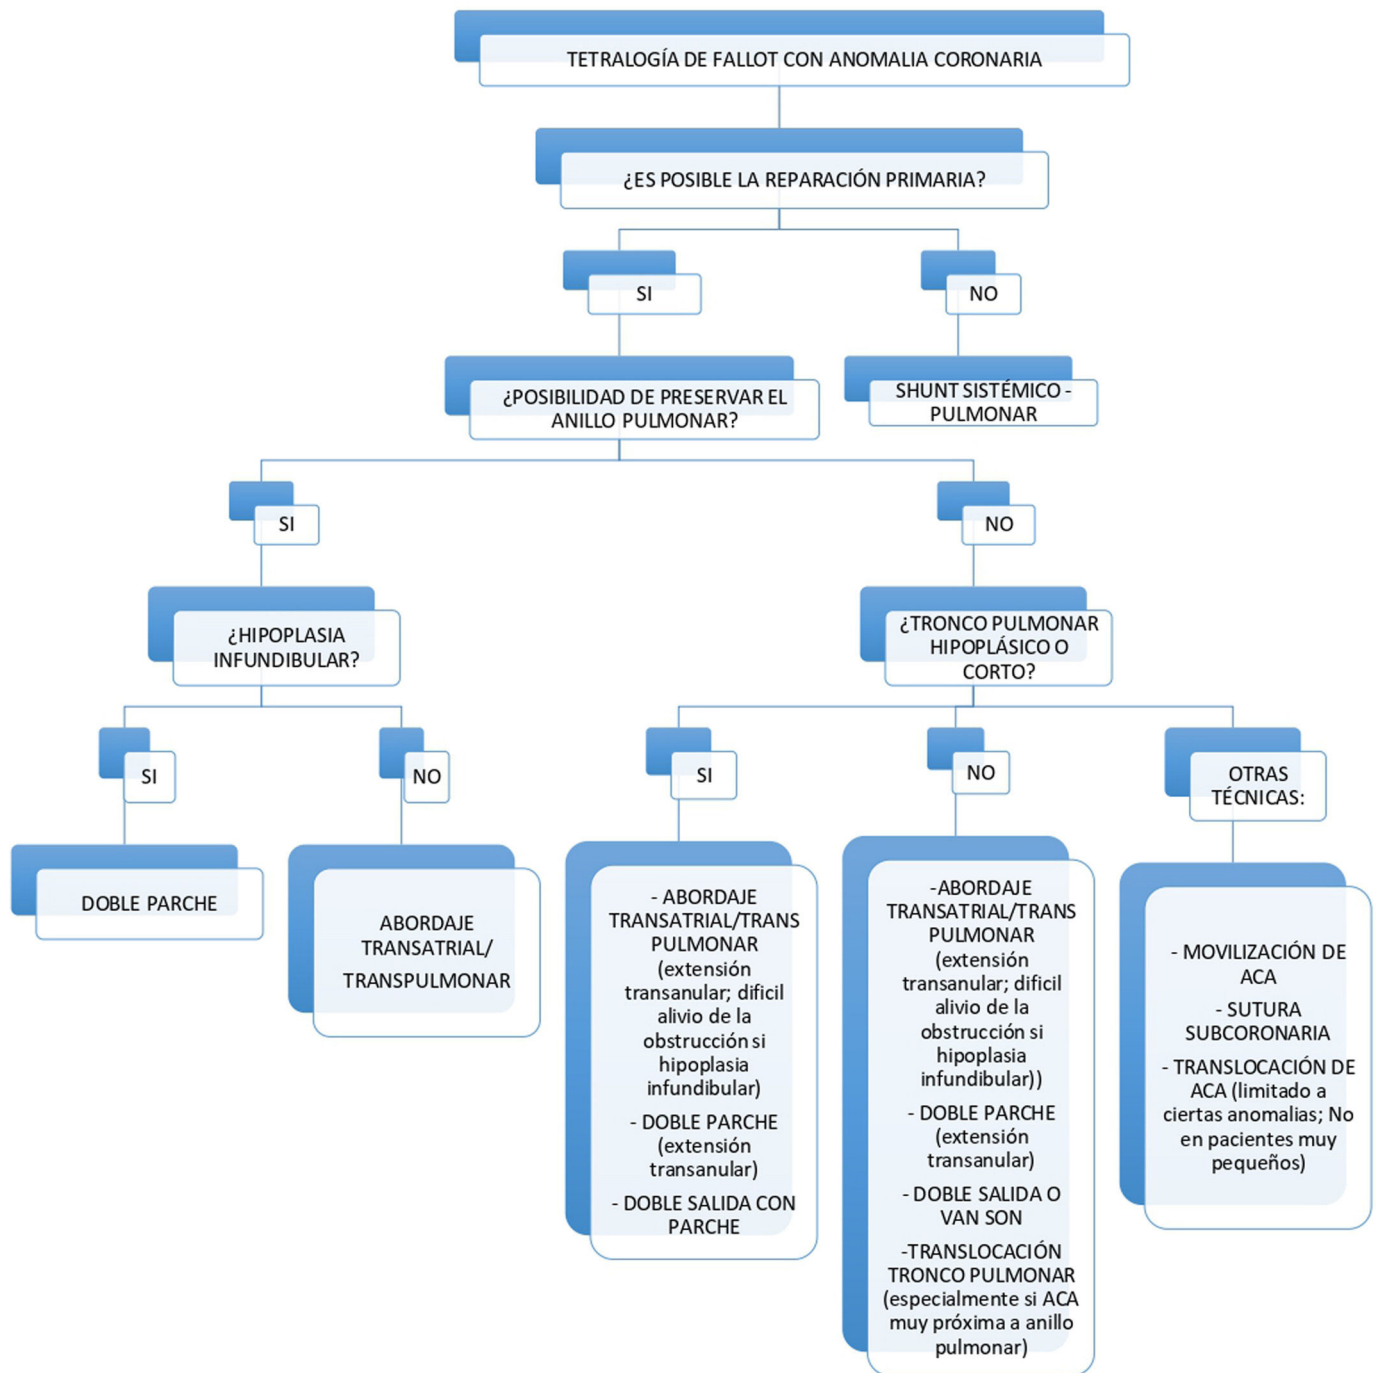 TETRALOGÍA DE FALLOT CON ANOMALIA CORONARIA
¿ES POSIBLE LA REPARACIÓN PRIMARIA?
SI
NO
¿POSIBILIDAD DE PRESERVAR EL
ANILLO PULMONAR?
SHUNT SISTÉMICO -
PULMONAR
SI
NO
¿HIPOPLASIA
INFUNDIBULAR?
¿TRONCO PULMONAR
HIPOPLÁSICO O
CORTO?
SI
NO
SI
NO
OTRAS
TÉCNICAS:
DOBLE PARCHE
ABORDAJE
TRANSATRIAL/
TRANSPULMONAR
- ABORDAJE
TRANSATRIAL/TRANS
PULMONAR
(extensión
transanular; dificil
alivio de la
obstrucción si
hipoplasia
infundibular)
- DOBLE PARCHE
(extensión
transanular)
- DOBLE SALIDA CON
PARCHE
-ABORDAJE
TRANSATRIAL/TRANS
PULMONAR
(extensión
transanular; dificil
alivio de la
obstrucción si
hipoplasia
infundibular))
- DOBLE PARCHE
(extensión
transanular)
- DOBLE SALIDA O
VAN SON
-TRANSLOCACIÓN
TRONCO PULMONAR
(especialmente si ACA
muy próxima a anillo
pulmonar)
- MOVILIZACIÓN DE
ACA
- SUTURA
SUBCORONARIA
- TRANSLOCACIÓN DE
ACA (limitado a
ciertas anomalias; No
en pacientes muy
pequeños)